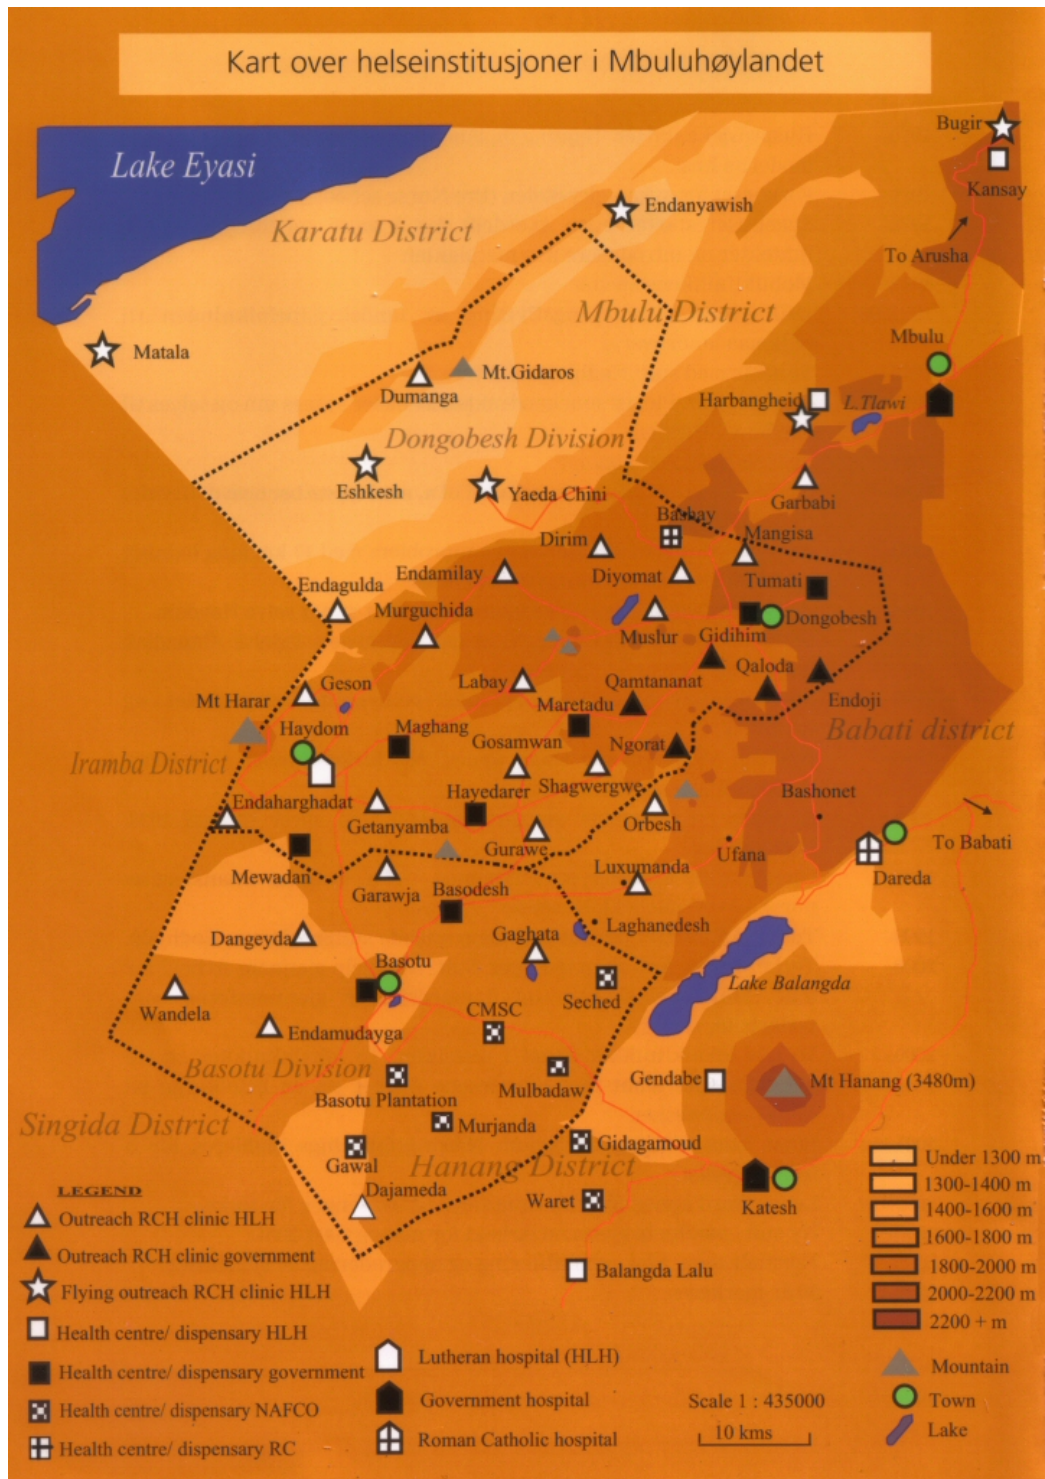 Kart over helseinstitusjoner i Mbuluhøylandet
Bugir
Lake Eyasi
Kansay
Endanyawish
Karatu District
To Arusha
Mbulu District
Mbulu
Matala
Mt.Gidaros
Dumanga
Harbangheid
L.Tlawi
Dongobesh Division
Eshkesh
Yaeda Chini
Garbabi
Bashay
Mangisa
Dirim
Endamilay
Diyomat
Tumati
Endagulda
Murguchida
Dongobesh
Muslur
Gidihim
Qaloda
Labay
Qamtananat
Geson
Mt Harar
Endoji
Maretadu
Haydom
Maghang
Gosamwan
Ngorat
Babati district
Iramba District
Hayedarer
Shagwergwe
Bashonet
Endaharghadat
Getanyamba
Orbesh
To Babati
Gurawe
Ufana
Mewadan
Luxumanda
Dareda
Garawja
Basodesh
Laghanedesh
Dangeyda
Gaghata
Basotu
Lake Balangda
Seched
Wandela
CMSC
Endamudayga
Basotu Division
Mulbadaw
Gendabe
Mt Hanang (3480m)
Basotu Plantation
Singida District
Murjanda
Gidagamoud
Gawal
Hanang District
Under 1300 m
LEGEND
Dajameda
Waret
Katesh
1300-1400 m
Outreach RCH clinic HLH
1400-1600 m
Outreach RCH clinic government
1600-1800 m
Balangda Lalu
1800-2000 m
Flying outreach RCH clinic HLH
2000-2200 m
Health centre/ dispensary HLH
2200 + m
Health centre/ dispensary government
Lutheran hospital (HLH)
Mountain
Health centre/ dispensary NAFCO
Government hospital
Scale 1 : 435000
Town
Health centre/ dispensary RC
Roman Catholic hospital
10 kms
Lake